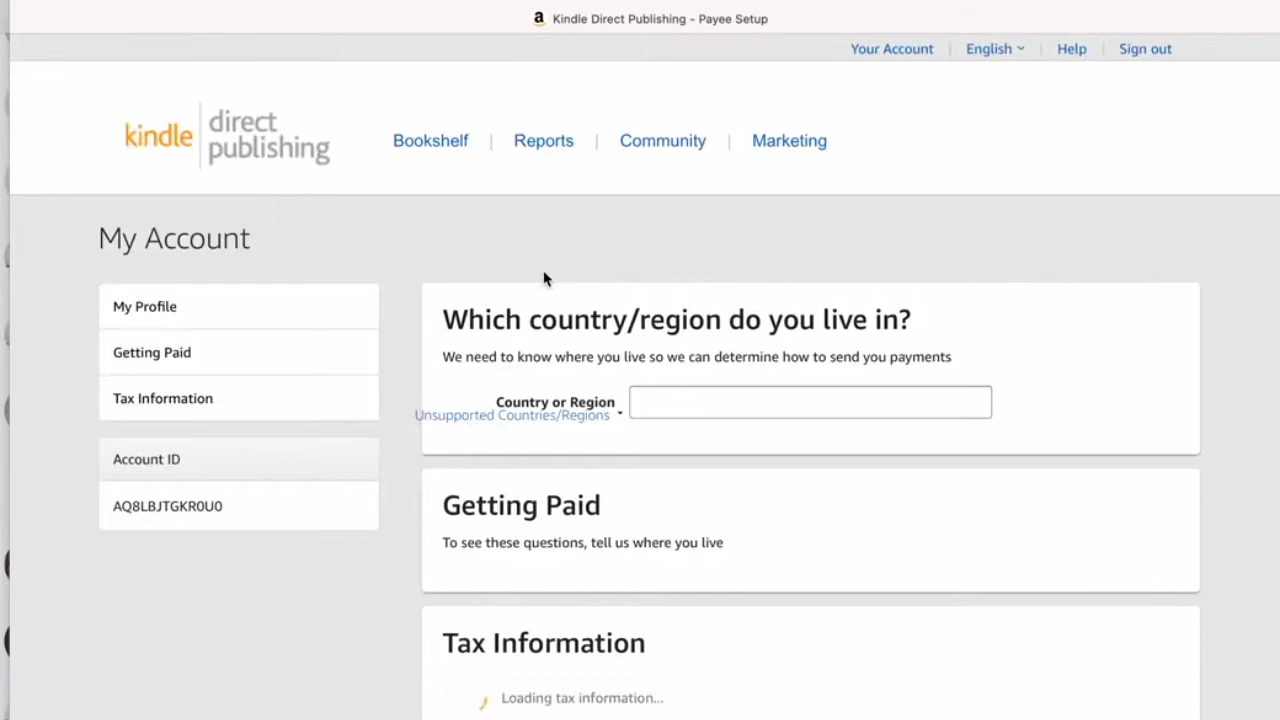 Kindle Direct Publishing - Payee Setup
Your Account English Help Sign out
kindle direct publishing
Bookshelf Reports Community Marketing
My Account
My Profile
Getting Paid
Tax Information
Account ID
AQ8LBJTGKR0U0
Which country/region do you live in?
We need to know where you live so we can determine how to send you payments
Country or Region
Unsupported Countries/Regions
Getting Paid
To see these questions, tell us where you live
Tax Information
Loading tax information...